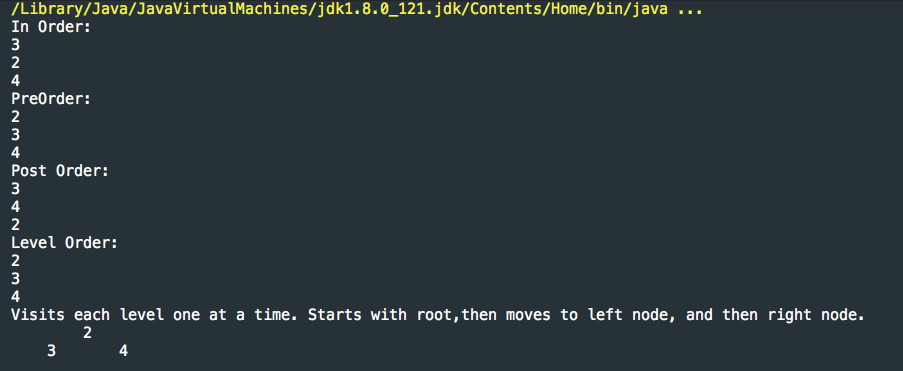 /Library/Java/JavaVirtualMachines/jdk1.8.0_121.jdk/Contents/Home/bin/java ...
In Order:
3
2
4
PreOrder:
2
3
4
Post Order:
3
4
2
Level Order:
2
3
4
Visits each level one at a time. Starts with root,then moves to left node, and then right node.
2
3 4